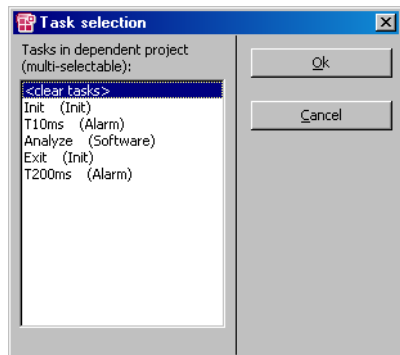 Task selection
Tasks in dependent project
(multi-selectable):
<clear tasks>
Init (Init)
T10ms (Alarm)
Analyze (Software)
Exit (Init)
T200ms (Alarm)
Ok
Cancel